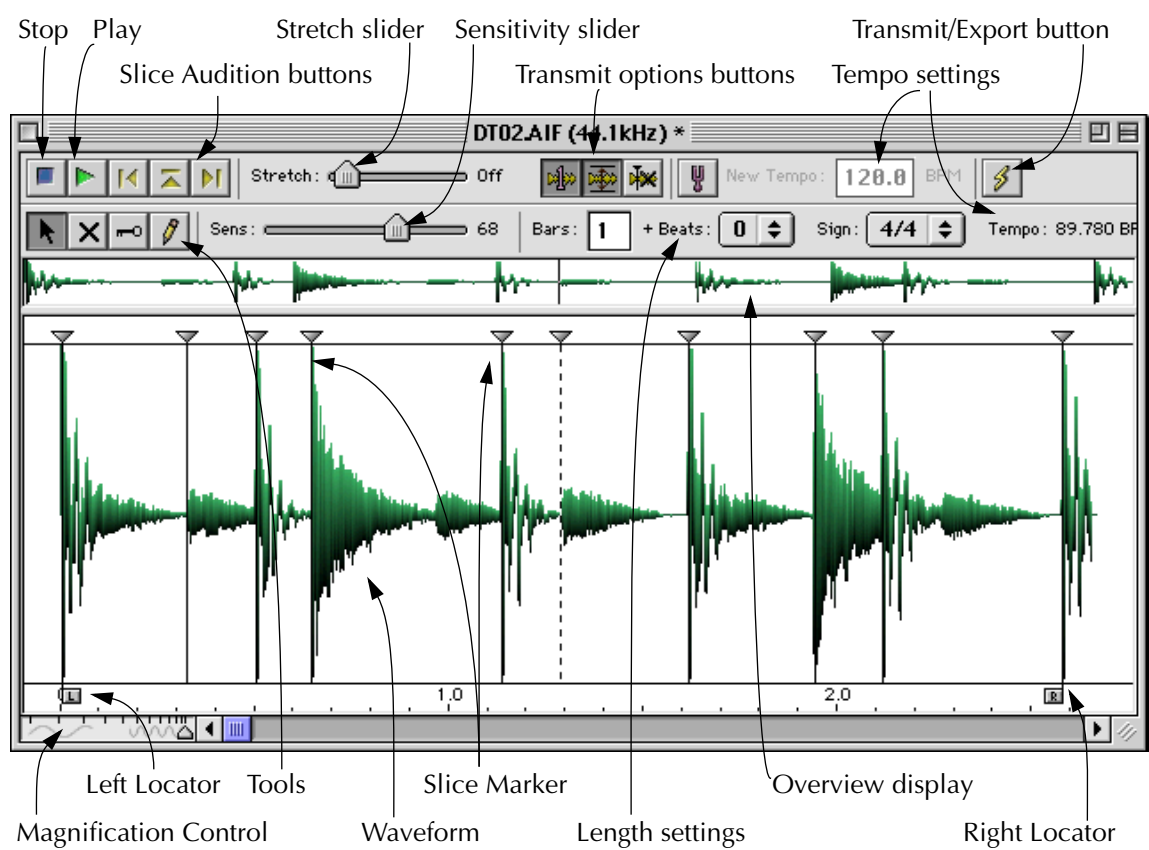 Stop Play Stretch slider Sensitivity slider Transmit/Export button
Slice Audition buttons Transmit options buttons Tempo settings
DT02.AIF (44.1kHz) *
Stretch: Off New Tempo: 120.0 BPM
Sens: 68 Bars: 1 + Beats: 0 Sign: 4/4 Tempo: 89.780 BP
L 1.0 2.0 R
Left Locator Tools Slice Marker Overview display
Magnification Control Waveform Length settings Right Locator